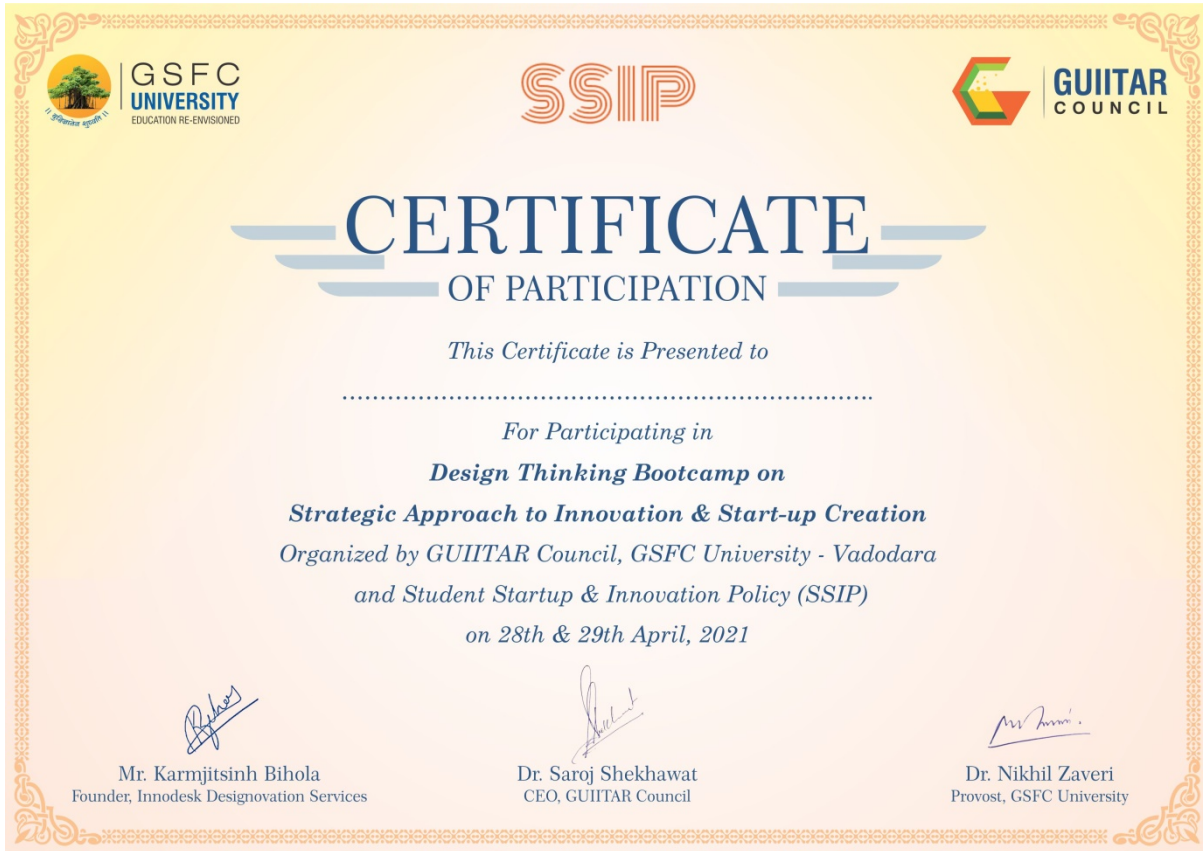 GSFC
UNIVERSITY
EDUCATION RE-ENVISIONED
SSIP
GUIITAR
COUNCIL
CERTIFICATE
OF PARTICIPATION
This Certificate is Presented to
For Participating in
Design Thinking Bootcamp on
Strategic Approach to Innovation & Start-up Creation
Organized by GUIITAR Council, GSFC University - Vadodara
and Student Startup & Innovation Policy (SSIP)
on 28th & 29th April, 2021
Mr. Karmjitsinh Bihola
Founder, Innodesk Designovation Services
Dr. Saroj Shekhawat
CEO, GUIITAR Council
Dr. Nikhil Zaveri
Provost, GSFC University